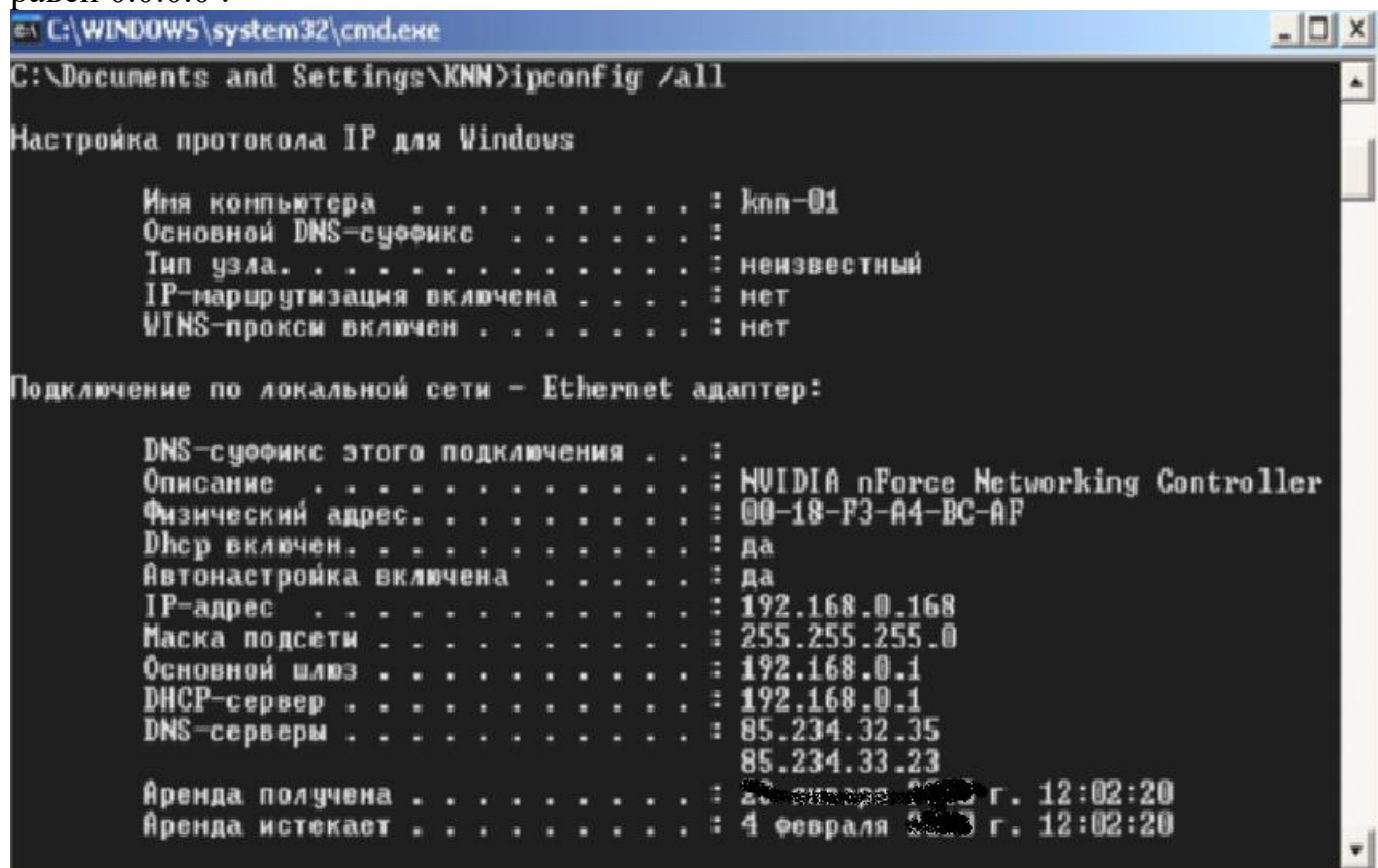 C:\WINDOWS\system32\cmd.exe
C:\Documents and Settings\KNN>ipconfig /all
Настройка протокола IP для Windows
Имя компьютера . . . . . . . . . : knn-01
Основной DNS-суффикс . . . . . . :
Тип узла. . . . . . . . . . . . . : неизвестный
IP-маршрутизация включена . . . . : нет
WINS-прокси включен . . . . . . . : нет
Подключение по локальной сети - Ethernet адаптер:
DNS-суффикс этого подключения . . :
Описание . . . . . . . . . . . . : NVIDIA nForce Networking Controller
Физический адрес. . . . . . . . . : 00-18-F3-A4-BC-AF
Dhcp включен. . . . . . . . . . . : да
Автонастройка включена . . . . . : да
IP-адрес . . . . . . . . . . . . : 192.168.0.168
Маска подсети . . . . . . . . . . : 255.255.255.0
Основной шлюз . . . . . . . . . . : 192.168.0.1
DHCP-сервер . . . . . . . . . . . : 192.168.0.1
DNS-серверы . . . . . . . . . . . : 85.234.32.35
85.234.33.23
Аренда получена . . . . . . . . . : г. 12:02:20
Аренда истекает . . . . . . . . . : 4 февраля г. 12:02:20